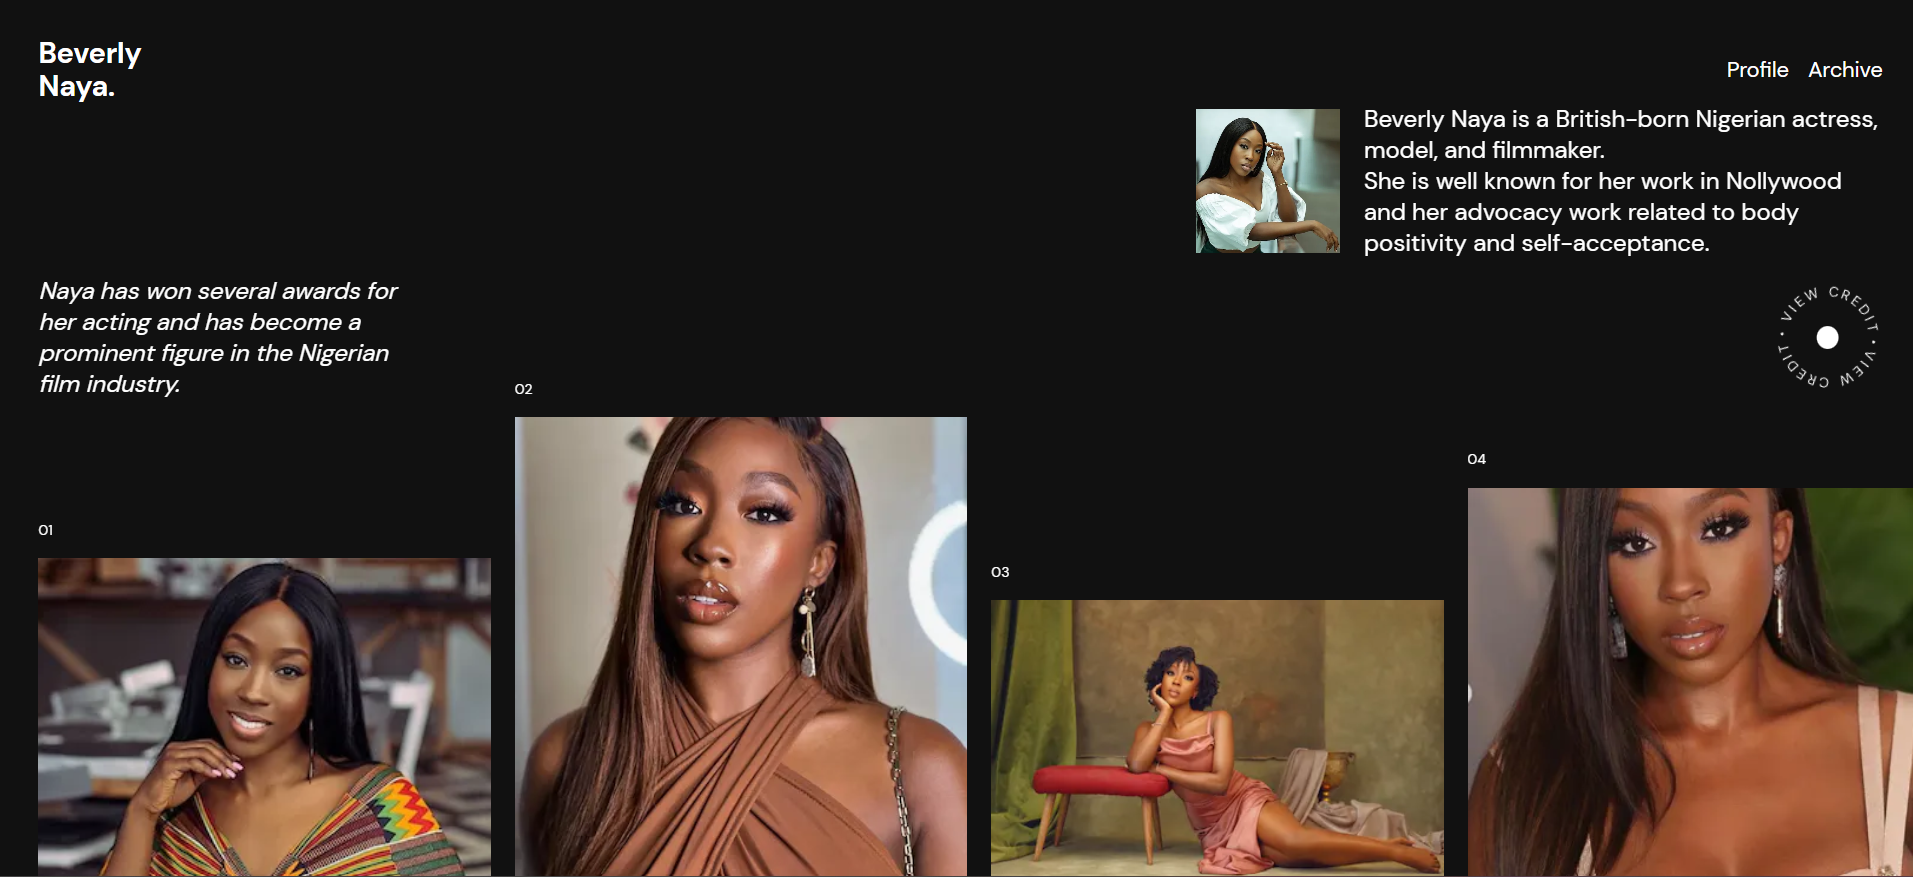 Beverly
Naya.
Profile Archive
Beverly Naya is a British-born Nigerian actress,
model, and filmmaker.
She is well known for her work in Nollywood
and her advocacy work related to body
positivity and self-acceptance.
Naya has won several awards for
her acting and has become a
prominent figure in the Nigerian
film industry.
VIEW CREDIT • VIEW CREDIT •
02
04
01
03